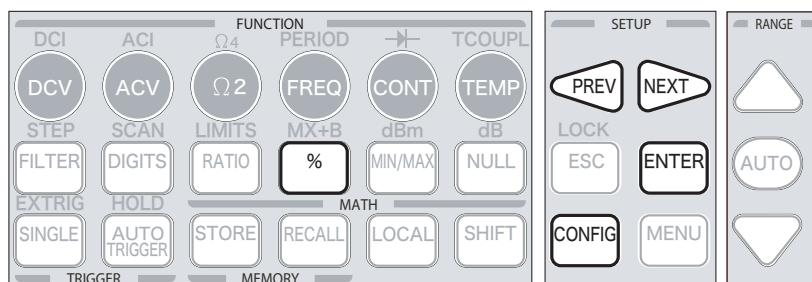 FUNCTION
SETUP
RANGE
DCI ACI Ω4 PERIOD TCOUPL
DCV ACV Ω2 FREQ CONT TEMP
PREV NEXT
STEP SCAN LIMITS MX+B dBm dB
LOCK
FILTER DIGITS RATIO % MIN/MAX NULL
ESC ENTER
AUTO
EXTRIG HOLD MATH
SINGLE AUTO TRIGGER STORE RECALL LOCAL SHIFT
CONFIG MENU
TRIGGER MEMORY